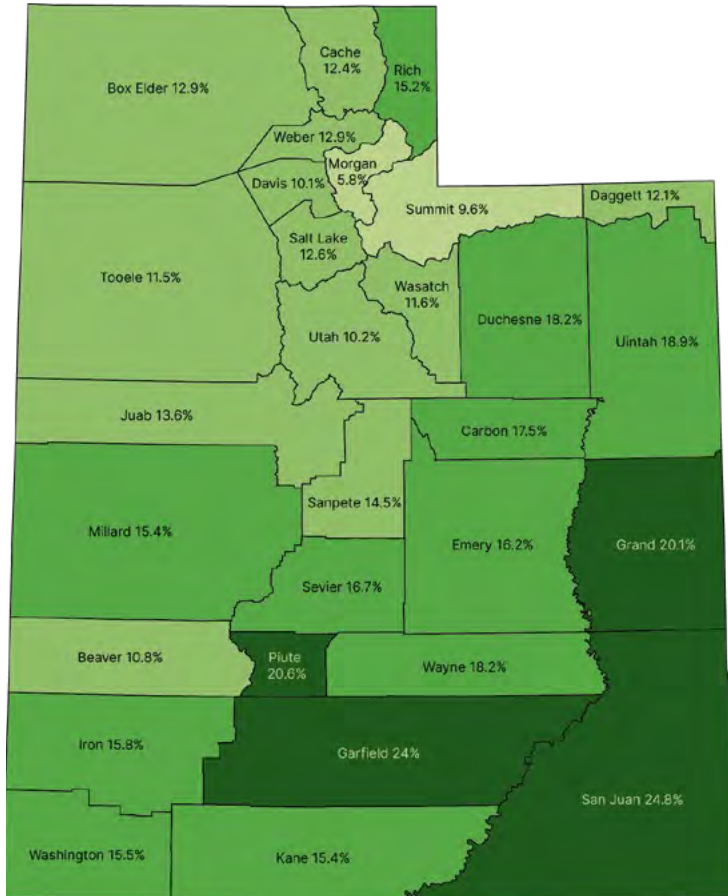 Cache
12.4%
Rich
15.2%
Box Elder 12.9%
Weber 12.9%
Morgan
5.8%
Davis 10.1%
Daggett 12.1%
Summit 9.6%
Salt Lake
12.6%
Tooele 11.5%
Wasatch
11.6%
Duchesne 18.2%
Utah 10.2%
Uintah 18.9%
Juab 13.6%
Carbon 17.5%
Sanpete 14.5%
Millard 15.4%
Emery 16.2%
Grand 20.1%
Sevier 16.7%
Beaver 10.8%
Piute
20.6%
Wayne 18.2%
Iron 15.8%
Garfield 24%
San Juan 24.8%
Washington 15.5%
Kane 15.4%